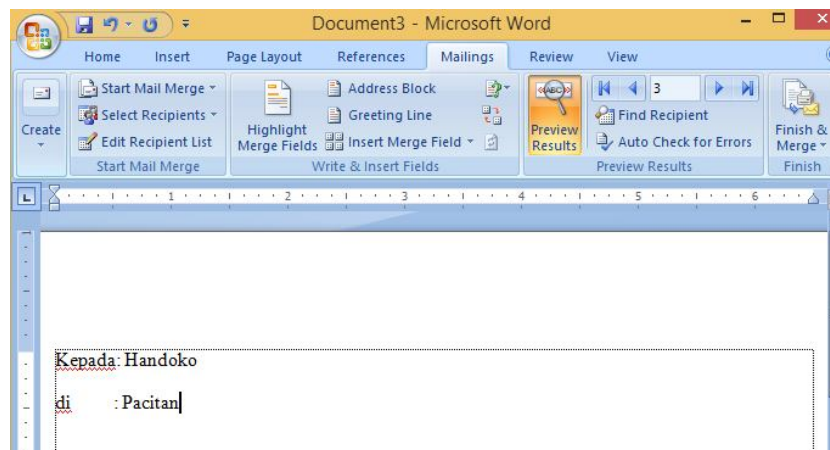 Document3 - Microsoft Word
Home Insert Page Layout References Mailings Review View
Create
Start Mail Merge
Select Recipients
Edit Recipient List
Start Mail Merge
Highlight
Merge Fields
Address Block
Greeting Line
Insert Merge Field
Write & Insert Fields
ABC
Preview
Results
3
Find Recipient
Auto Check for Errors
Preview Results
Finish &
Merge
Finish
L
1 2 3 4 5 6
Kepada: Handoko
di : Pacitan